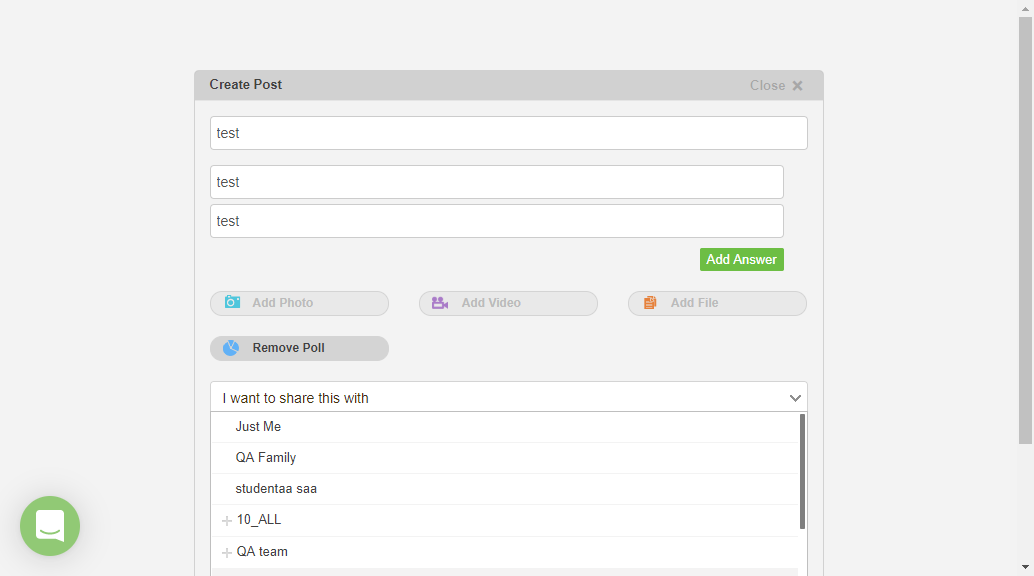 Create Post
Close
test
test
test
Add Answer
Add Photo
Add Video
Add File
Remove Poll
I want to share this with
Just Me
QA Family
studentaa saa
10_ALL
QA team